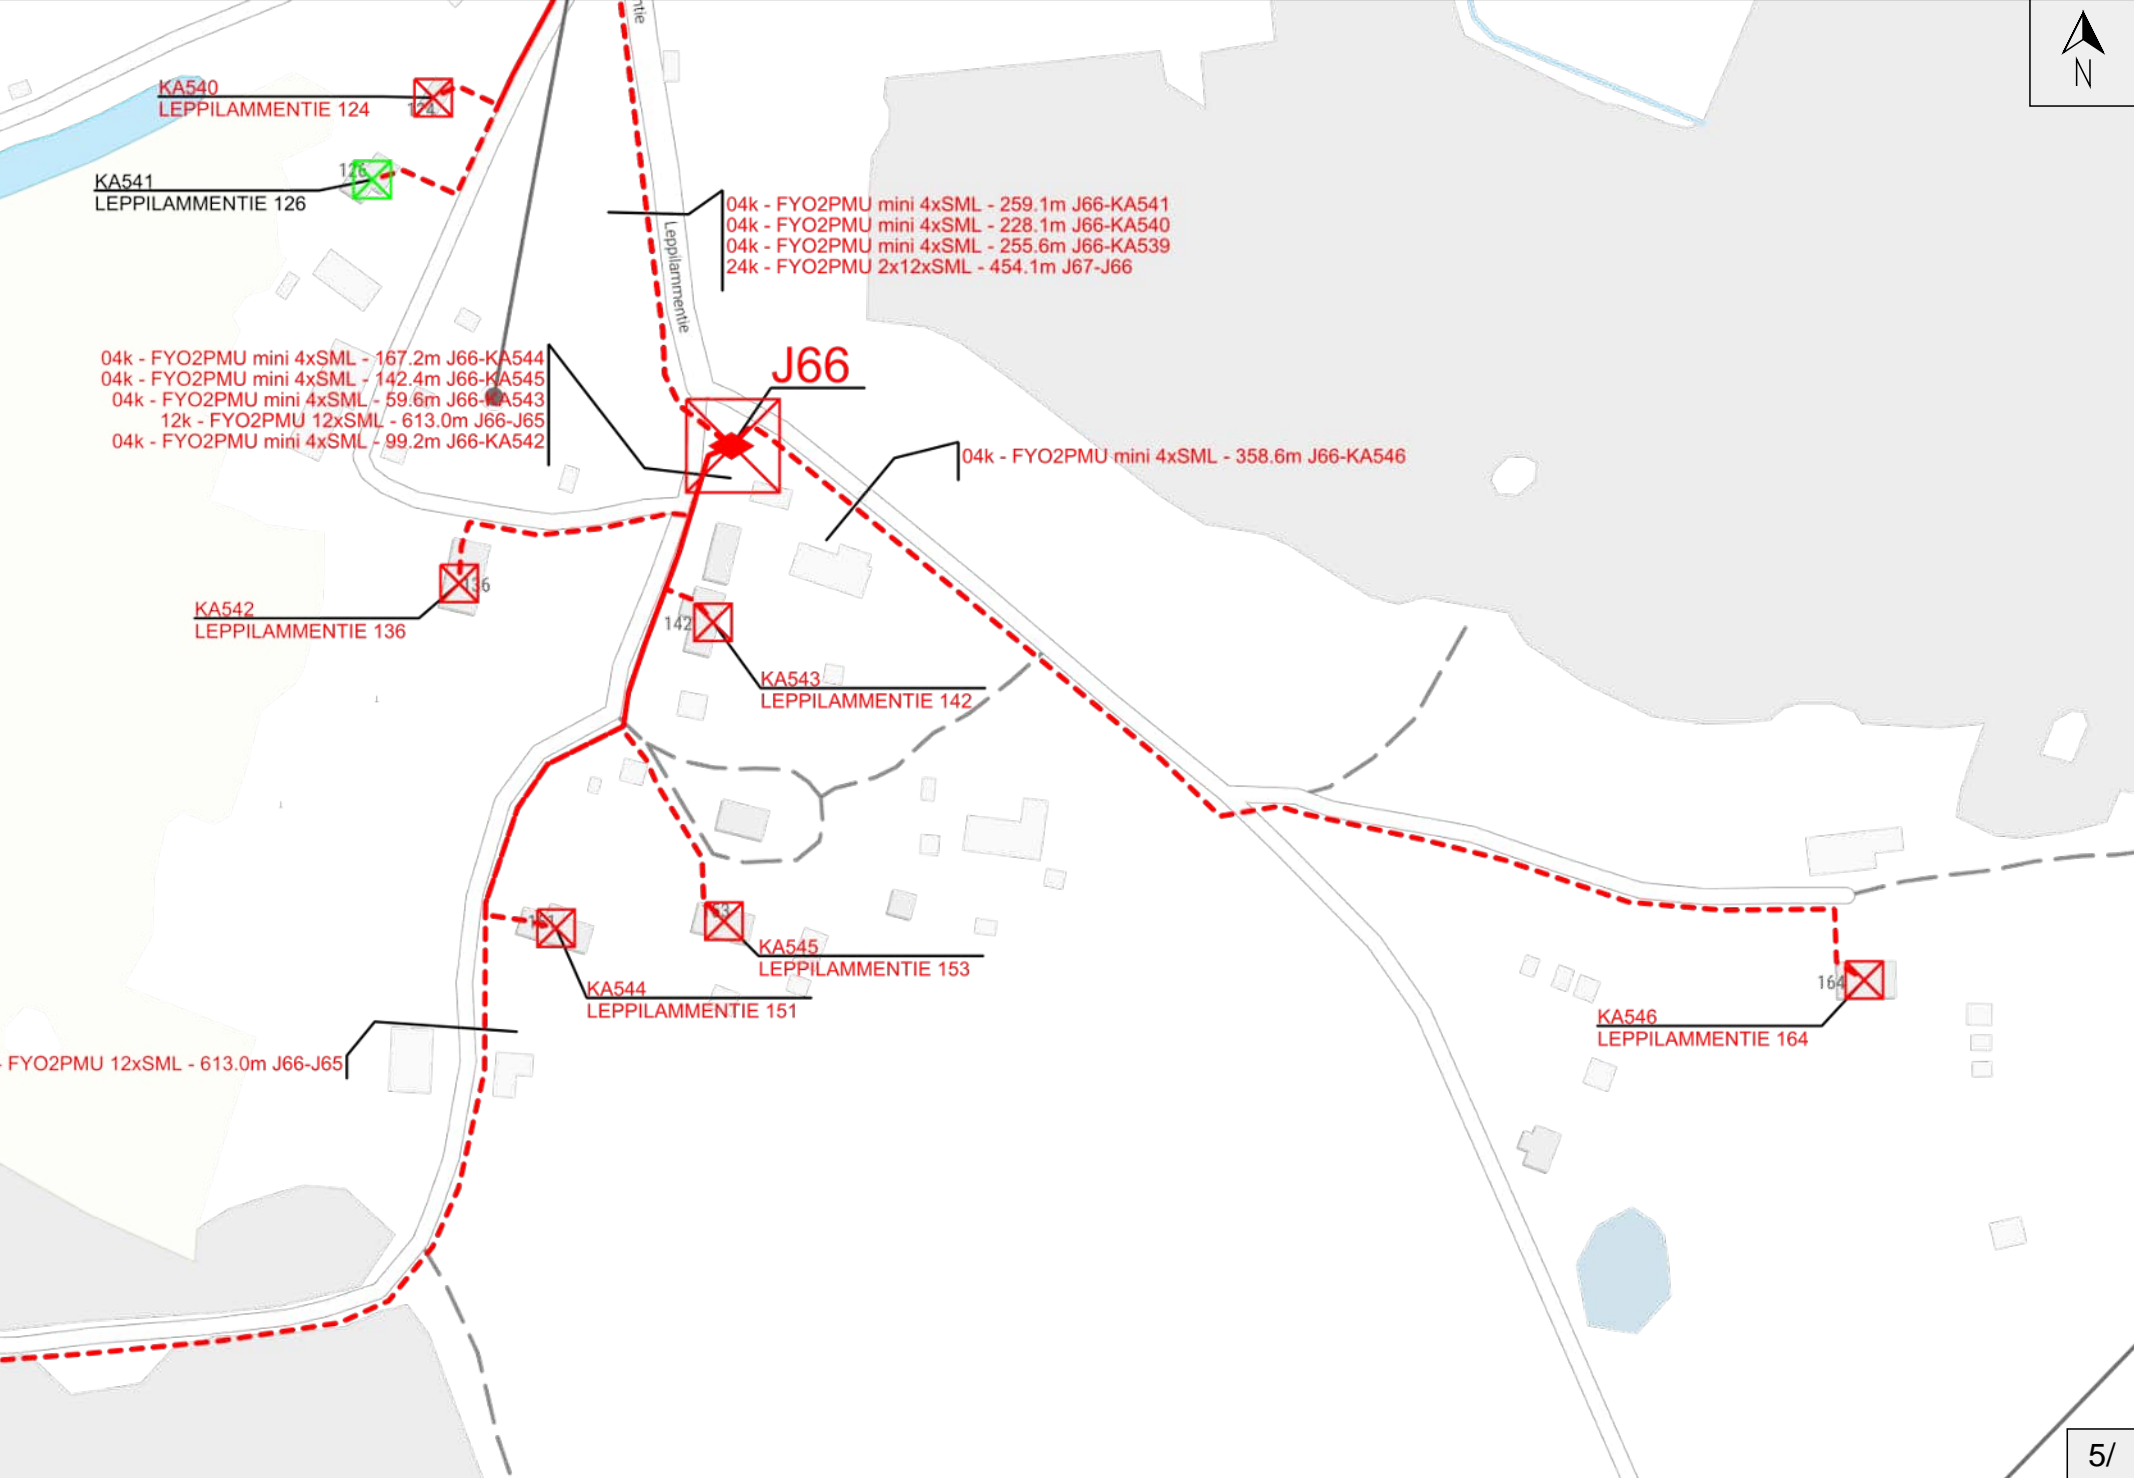 ntie
N
KA540
LEPPILAMMENTIE 124
124
126
KA541
LEPPILAMMENTIE 126
04k - FYO2PMU mini 4xSML - 259.1m J66-KA541
04k - FYO2PMU mini 4xSML - 228.1m J66-KA540
04k - FYO2PMU mini 4xSML - 255.6m J66-KA539
24k - FYO2PMU 2x12xSML - 454.1m J67-J66
Leppilammentie
04k - FYO2PMU mini 4xSML - 167.2m J66-KA544
04k - FYO2PMU mini 4xSML - 142.4m J66-KA545
04k - FYO2PMU mini 4xSML - 59.6m J66-KA543
12k - FYO2PMU 12xSML - 613.0m J66-J65
04k - FYO2PMU mini 4xSML - 99.2m J66-KA542
J66
04k - FYO2PMU mini 4xSML - 358.6m J66-KA546
136
KA542
LEPPILAMMENTIE 136
142
KA543
LEPPILAMMENTIE 142
151
153
KA545
LEPPILAMMENTIE 153
KA544
LEPPILAMMENTIE 151
164
KA546
LEPPILAMMENTIE 164
- FYO2PMU 12xSML - 613.0m J66-J65
5/